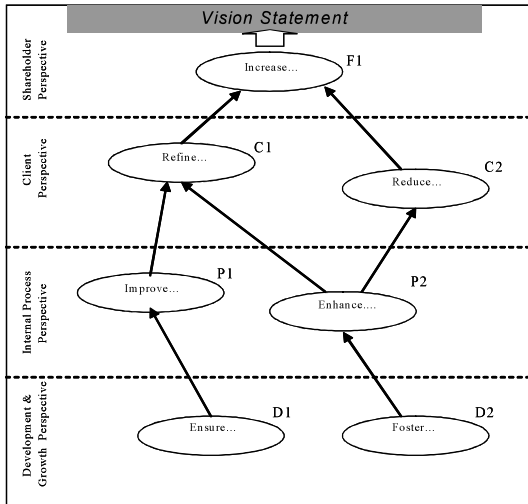 Vision Statement
Shareholder
Perspective
Increase...
F1
Client
Perspective
Refine...
C1
Reduce...
C2
Internal Process
Perspective
Improve...
P1
Enhance....
P2
Development &
Growth Perspective
Ensure...
D1
Foster...
D2